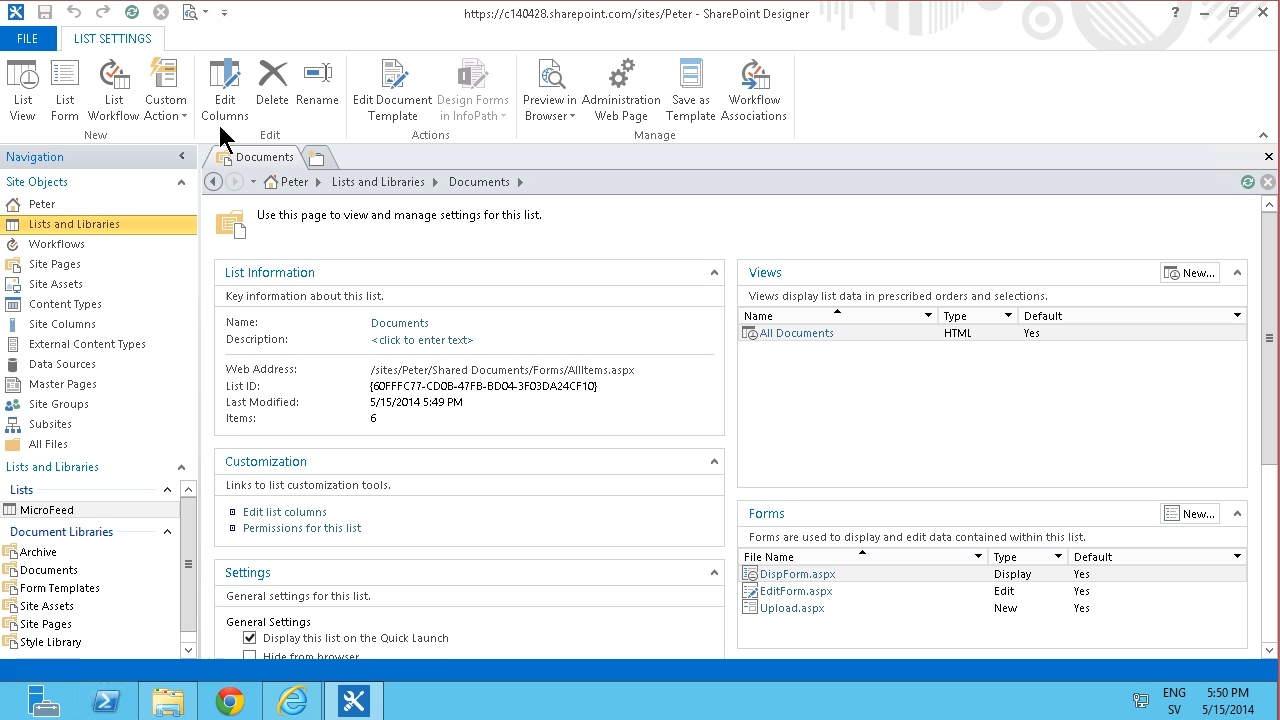 http://c140428.sharepoint.com/sites/Peter - SharePoint Designer
FILE
LIST SETTINGS
List View
List Form
List Workflow
Custom Action
New
Edit Columns
Delete
Rename
Edit
Edit Document Template
Design Forms in InfoPath
Actions
Preview in Browser
Administration Web Page
Save as Template
Workflow Associations
Manage
Navigation
Documents
Site Objects
Peter
Lists and Libraries
Documents
Peter
Lists and Libraries
Workflows
Site Pages
Site Assets
Content Types
Site Columns
External Content Types
Data Sources
Master Pages
Site Groups
Subsites
All Files
Lists and Libraries
Lists
MicroFeed
Document Libraries
Archive
Documents
Form Templates
Site Assets
Site Pages
Style Library
Use this page to view and manage settings for this list.
List Information
Key information about this list.
Name: Documents
Description: <click to enter text>
Web Address: /sites/Peter/Shared Documents/Forms/AllItems.aspx
List ID: {60FFFC77-CD0B-47FB-BD04-3F03DA24CF10}
Last Modified: 5/15/2014 5:49 PM
Items: 6
Customization
Links to list customization tools.
Edit list columns
Permissions for this list
Settings
General settings for this list.
General Settings
Display this list on the Quick Launch
Hide from browser
Views
New...
Views display list data in prescribed orders and selections.
Name Type Default
All Documents HTML Yes
Forms
New...
Forms are used to display and edit data contained within this list.
File Name Type Default
DispForm.aspx Display Yes
EditForm.aspx Edit Yes
Upload.aspx New Yes
ENG 5:50 PM
SV 5/15/2014